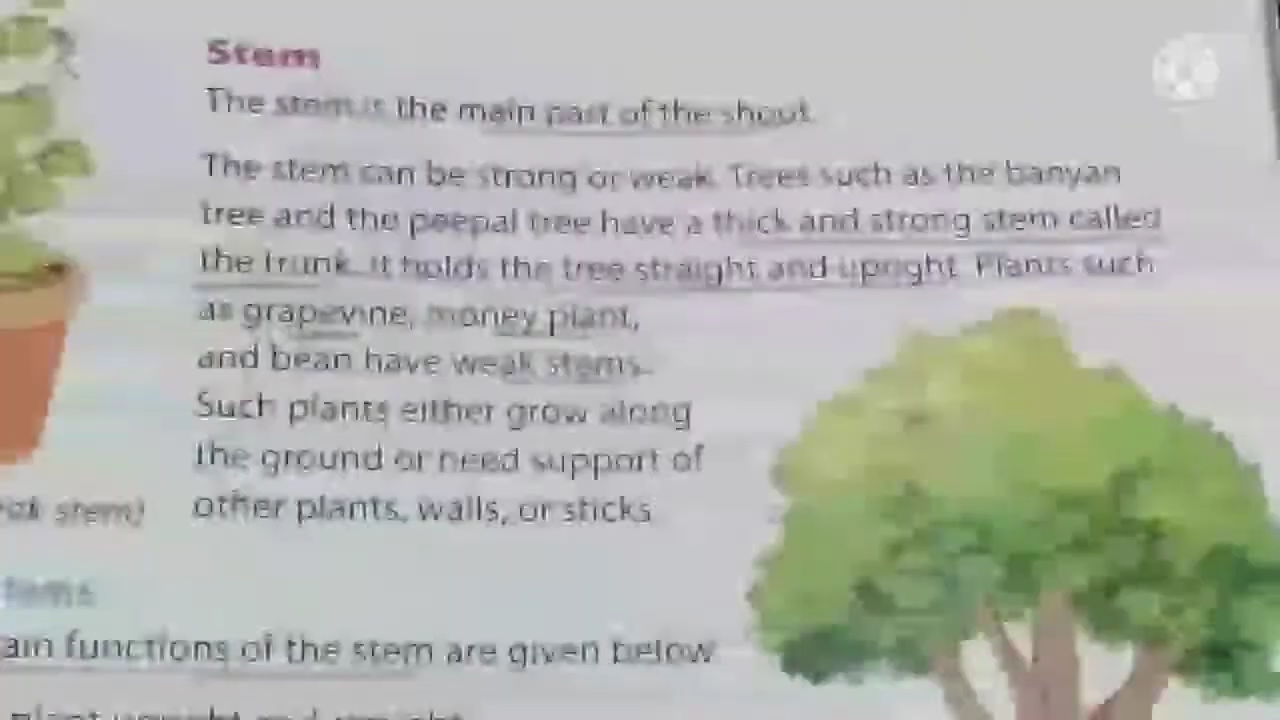 Stem
The stem is the main part of the shoot.
The stem can be strong or weak. Trees such as the banyan
tree and the peepal tree have a thick and strong stem called
the trunk. It holds the tree straight and upright. Plants such
as grapevine, money plant,
and bean have weak stems.
Such plants either grow along
the ground or need support of
other plants, walls, or sticks.
stem)
functions of the stem are given below
plant upright and